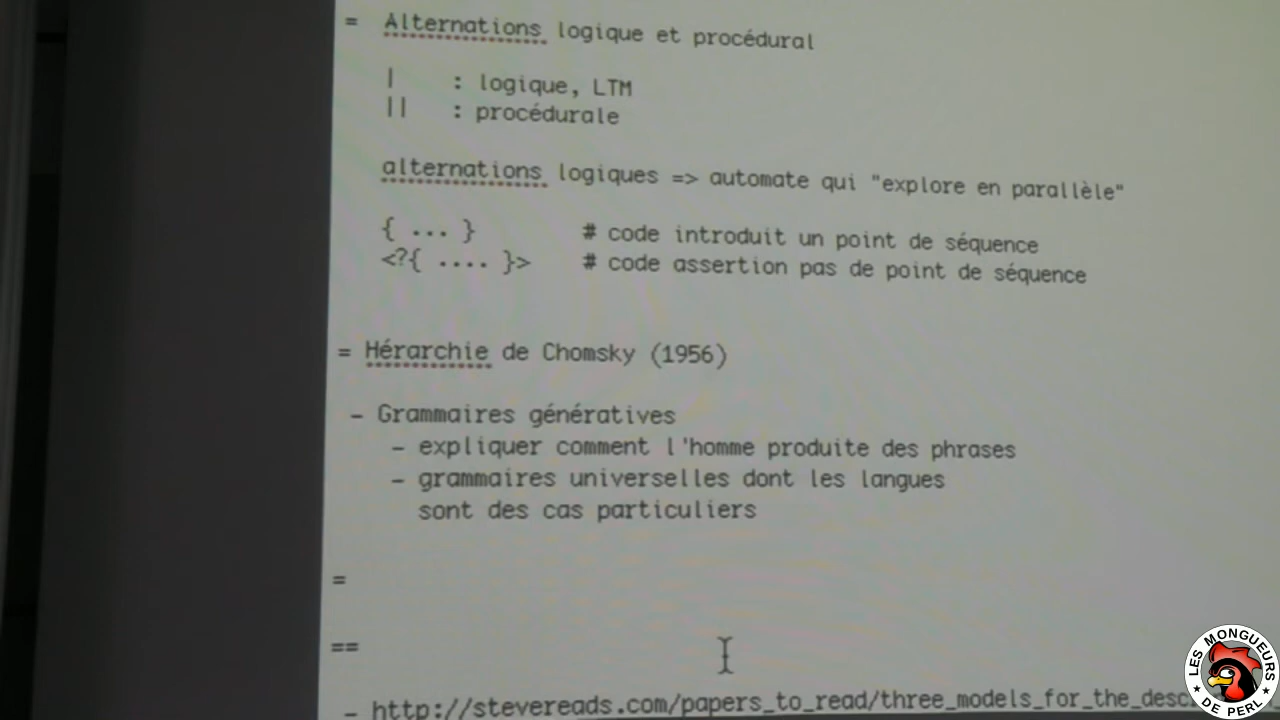 = Alternations logique et procédural
| : logique, LTM
|| : procédurale
alternations logiques => automate qui "explore en parallèle"
{ ... } # code introduit un point de séquence
<?{ .... }> # code assertion pas de point de séquence
= Hérarchie de Chomsky (1956)
- Grammaires génératives
- expliquer comment l'homme produite des phrases
- grammaires universelles dont les langues
sont des cas particuliers
=
==
- http://stevereads.com/papers_to_read/three_models_for_the_desc
LES MONGUEURS
★ DE PERL ★